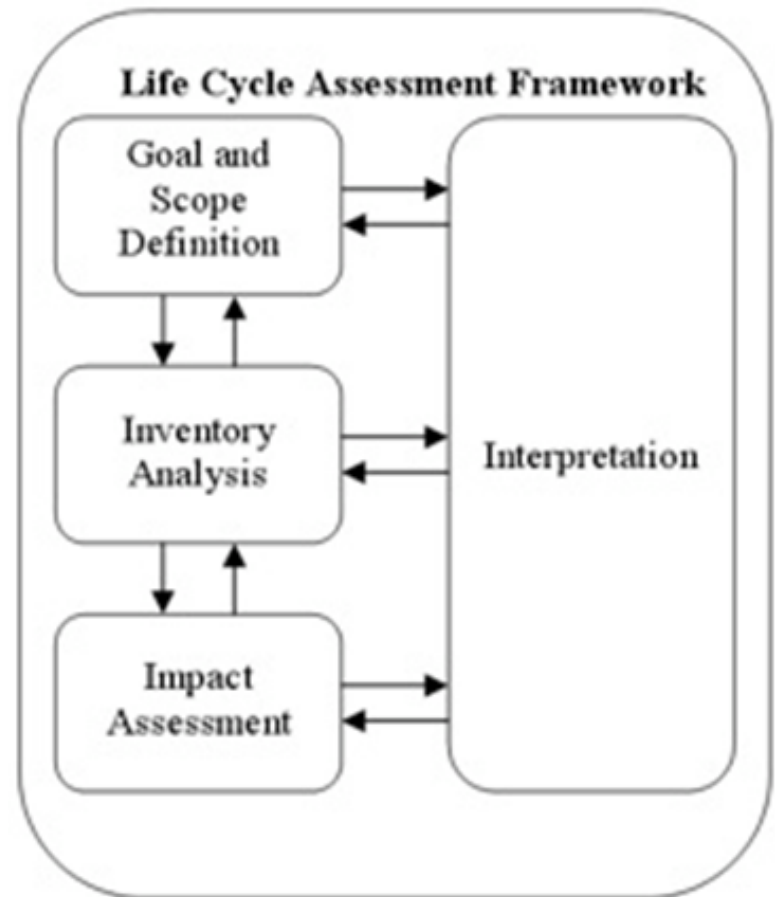 Life Cycle Assessment Framework
Goal and
Scope
Definition
Inventory
Analysis
Interpretation
Impact
Assessment